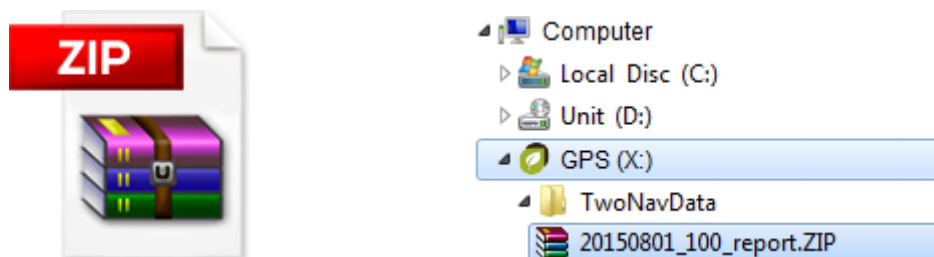 ZIP
Computer
Local Disc (C:)
Unit (D:)
GPS (X:)
TwoNavData
20150801_100_report.ZIP
U